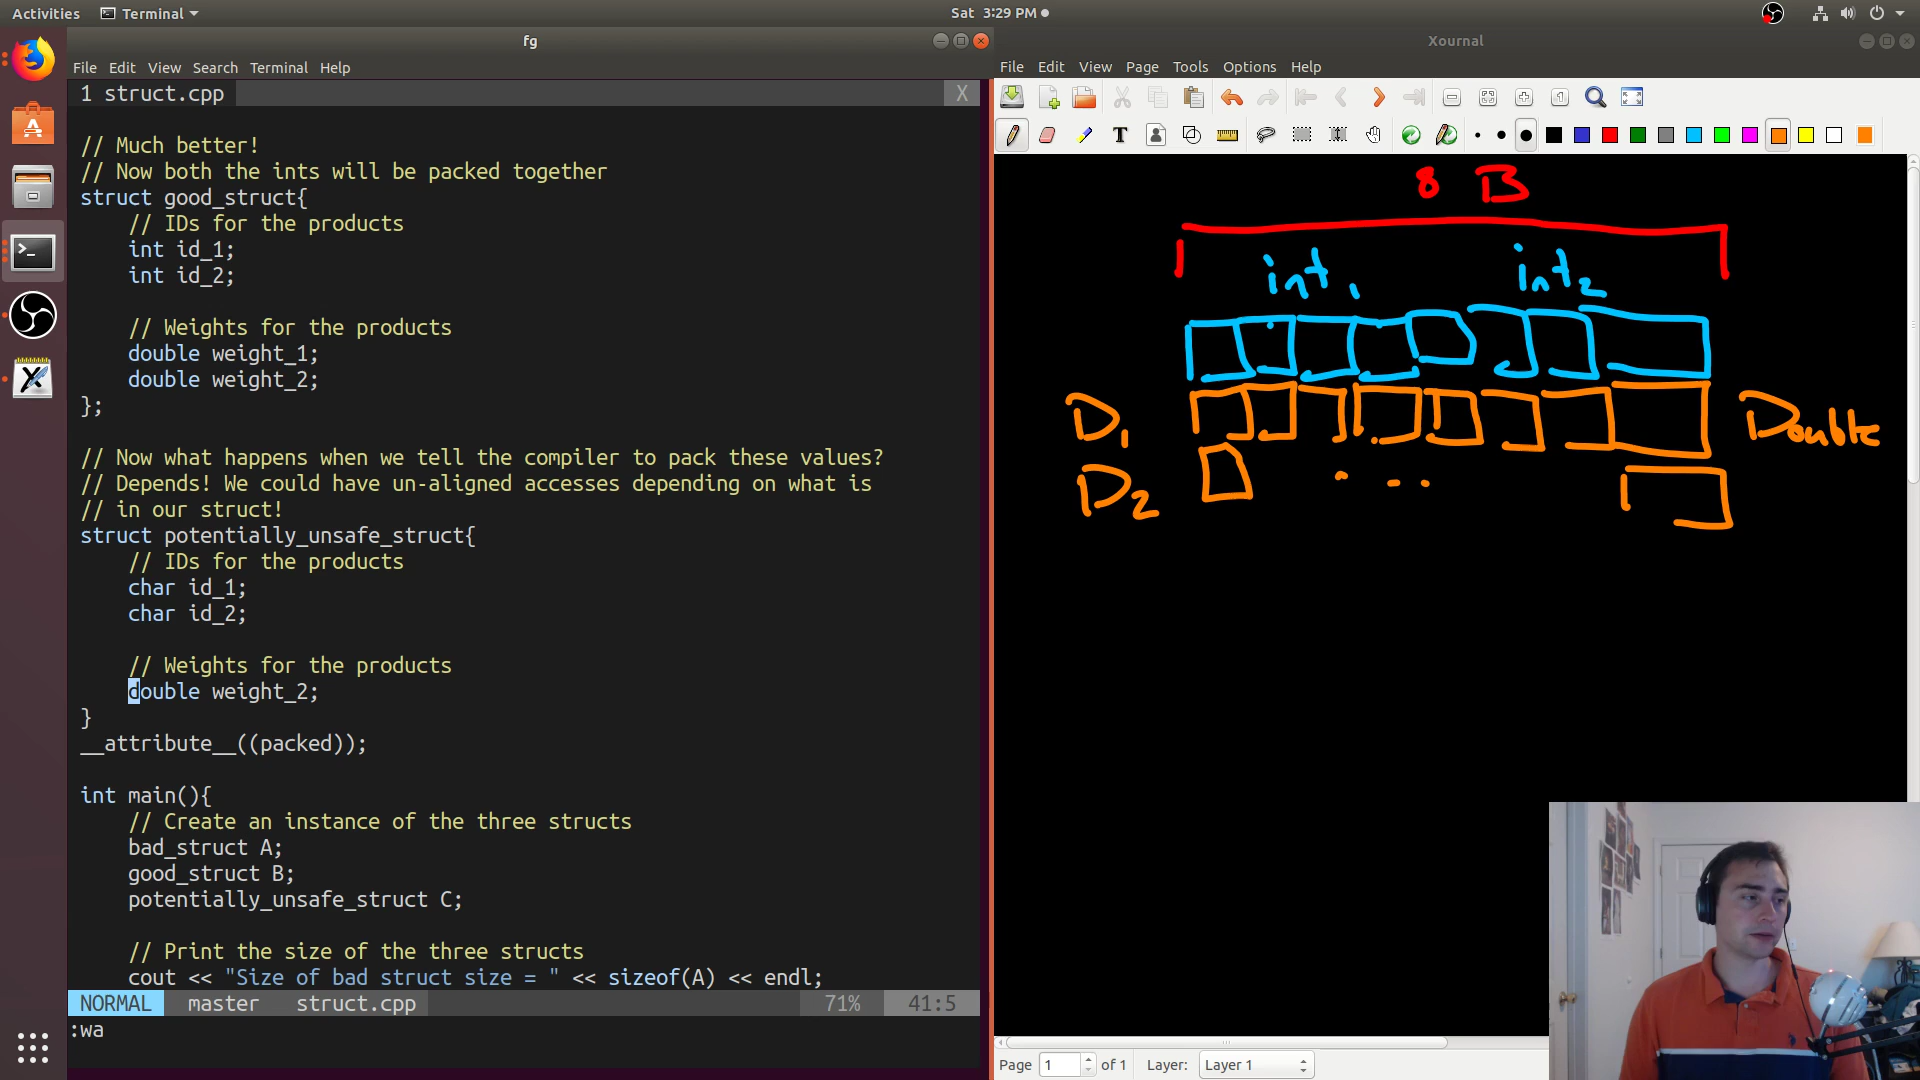 Activities Terminal Sat 3:29 PM
fg
File Edit View Search Terminal Help
1 struct.cpp X
// Much better!
// Now both the ints will be packed together
struct good_struct{
// IDs for the products
int id_1;
int id_2;
// Weights for the products
double weight_1;
double weight_2;
};
// Now what happens when we tell the compiler to pack these values?
// Depends! We could have un-aligned accesses depending on what is
// in our struct!
struct potentially_unsafe_struct{
// IDs for the products
char id_1;
char id_2;
// Weights for the products
double weight_2;
}
__attribute__((packed));
int main(){
// Create an instance of the three structs
bad_struct A;
good_struct B;
potentially_unsafe_struct C;
// Print the size of the three structs
cout << "Size of bad struct size = " << sizeof(A) << endl;
NORMAL master struct.cpp 71% 41:5
:wa
Xournal
File Edit View Page Tools Options Help
T
8 B
int1 int2
D1 Double
D2 ...
Page 1 of 1 Layer: Layer 1